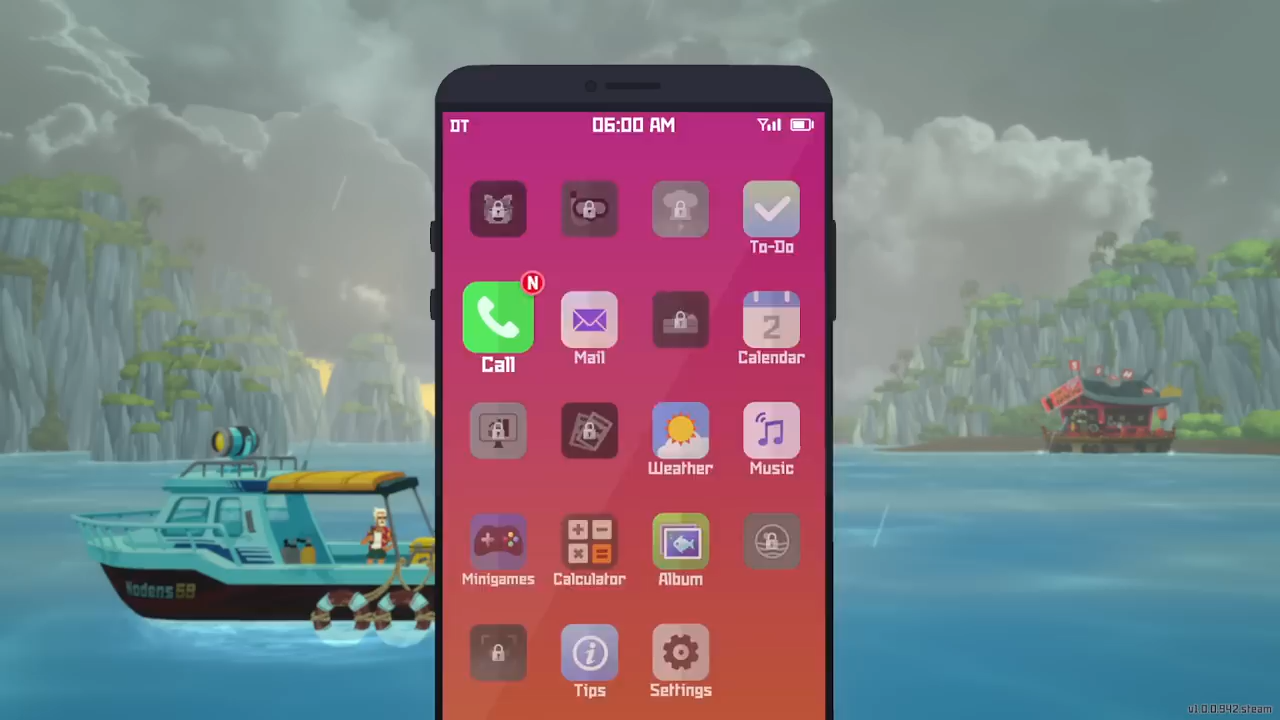 DT
06:00 AM
To-Do
N
Call
Mail
2
Calendar
Weather
Music
Minigames
Calculator
Album
Tips
Settings
Nodens 69
v1.0.0.942.steam